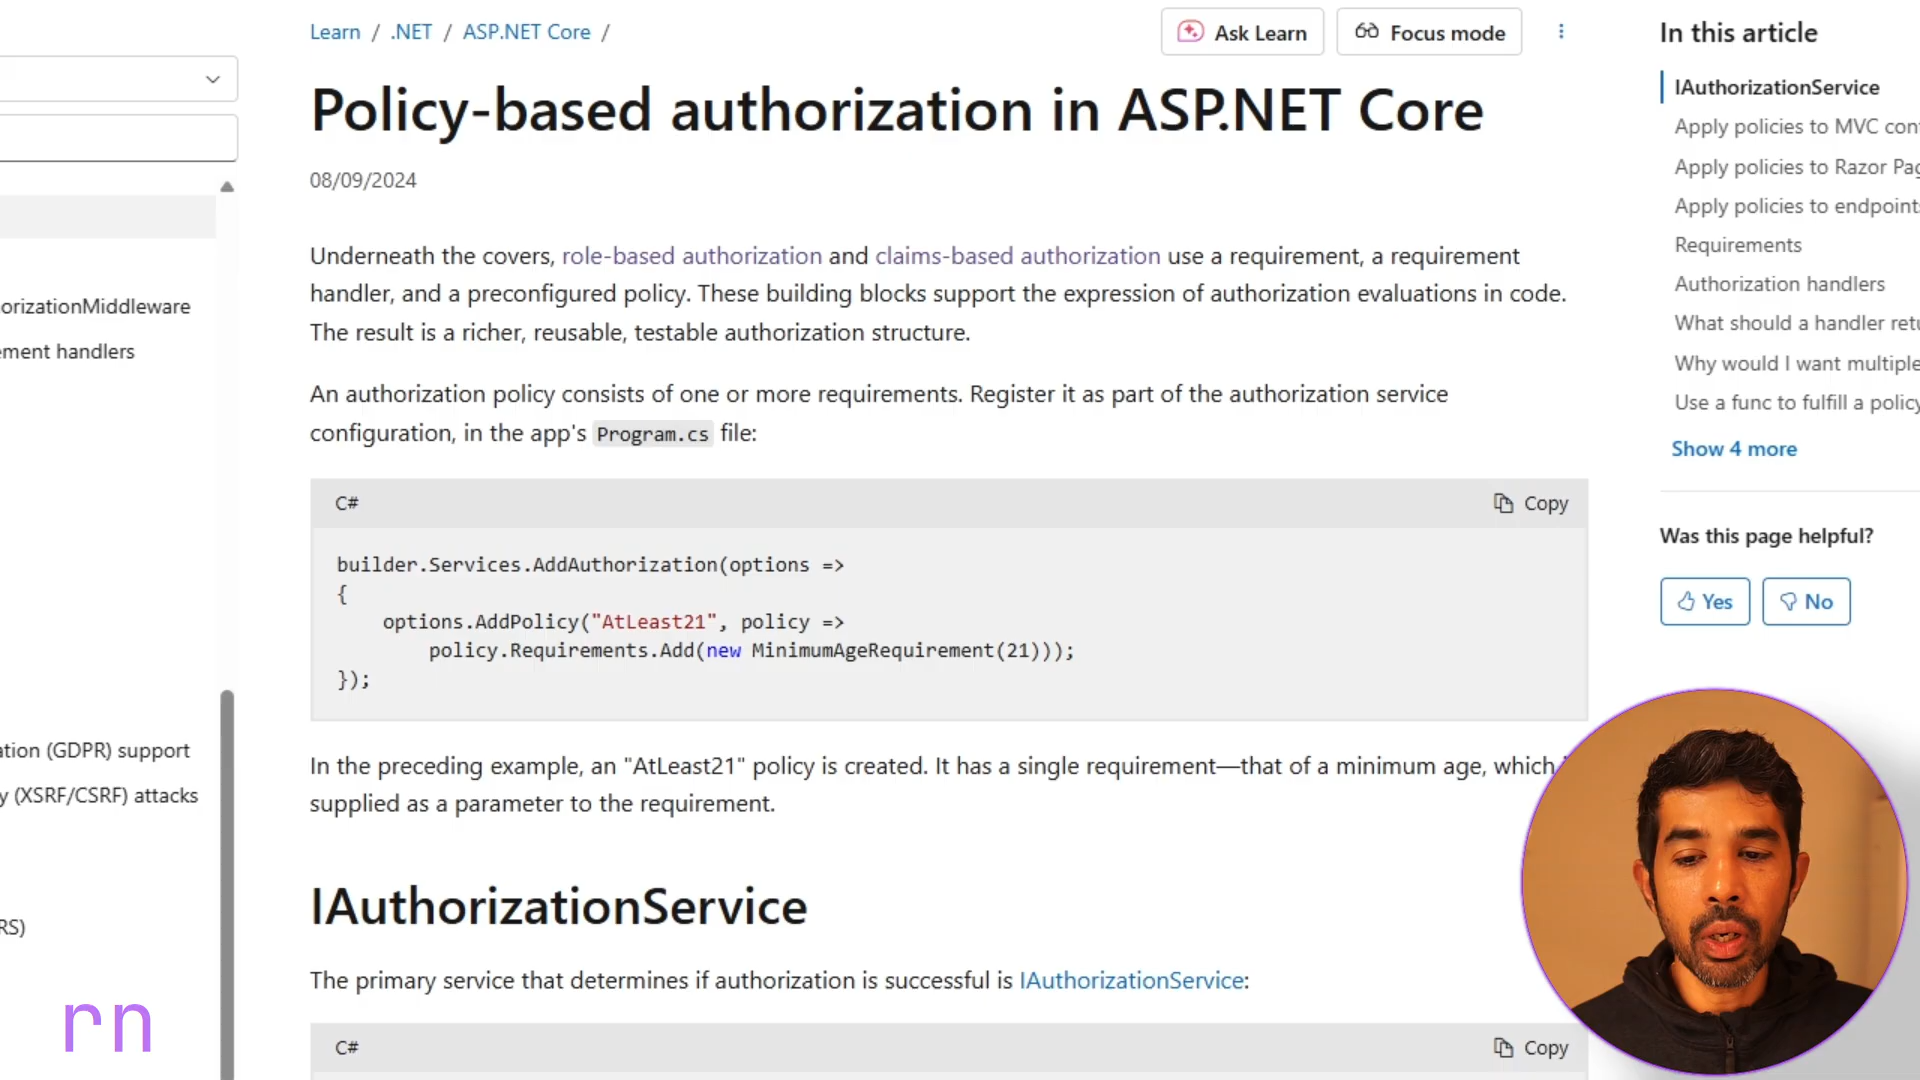 Learn / .NET / ASP.NET Core /
Ask Learn
Focus mode
Policy-based authorization in ASP.NET Core
08/09/2024
Underneath the covers, role-based authorization and claims-based authorization use a requirement, a requirement
handler, and a preconfigured policy. These building blocks support the expression of authorization evaluations in code.
The result is a richer, reusable, testable authorization structure.
An authorization policy consists of one or more requirements. Register it as part of the authorization service
configuration, in the app's Program.cs file:
C#
Copy
builder.Services.AddAuthorization(options =>
{
    options.AddPolicy("AtLeast21", policy =>
        policy.Requirements.Add(new MinimumAgeRequirement(21)));
});
In the preceding example, an "AtLeast21" policy is created. It has a single requirement—that of a minimum age, which
supplied as a parameter to the requirement.
IAuthorizationService
The primary service that determines if authorization is successful is IAuthorizationService:
C#
Copy
orizationMiddleware
ement handlers
ation (GDPR) support
y (XSRF/CSRF) attacks
RS)
rn
In this article
IAuthorizationService
Apply policies to MVC con
Apply policies to Razor Pag
Apply policies to endpoints
Requirements
Authorization handlers
What should a handler retu
Why would I want multiple
Use a func to fulfill a policy
Show 4 more
Was this page helpful?
Yes
No